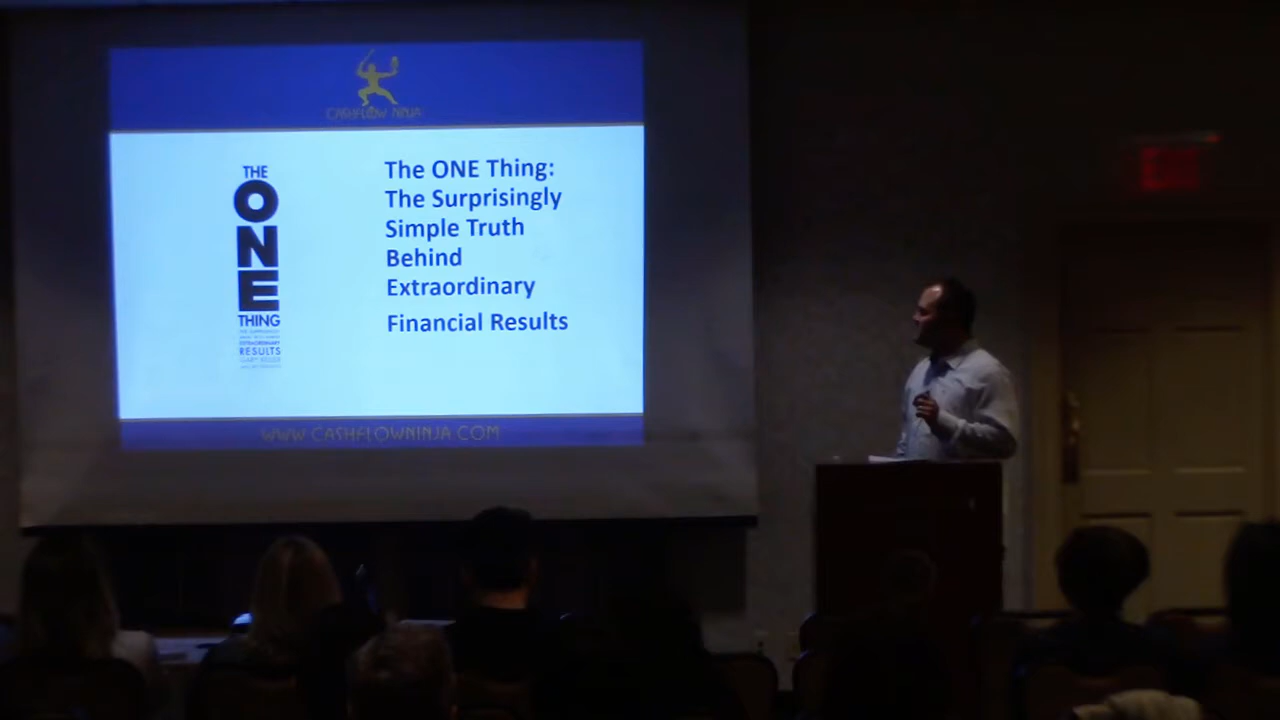 CASHFLOW NINJA
THE
ONE
THING
EXTRAORDINARY
RESULTS
The ONE Thing:
The Surprisingly
Simple Truth
Behind
Extraordinary
Financial Results
WWW.CASHFLOWNINJA.COM